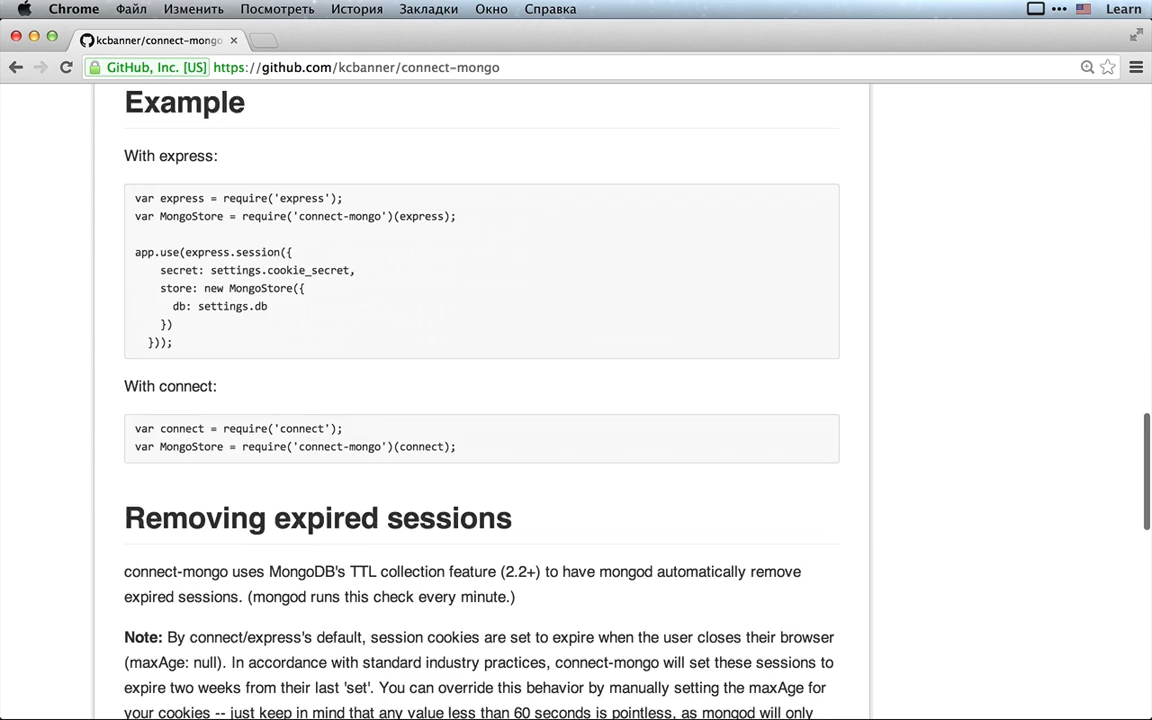 Chrome Файл Изменить Посмотреть История Закладки Окно Справка Learn
kcbanner/connect-mongo
GitHub, Inc. [US] https://github.com/kcbanner/connect-mongo
Example
With express:
var express = require('express');
var MongoStore = require('connect-mongo')(express);
app.use(express.session({
secret: settings.cookie_secret,
store: new MongoStore({
db: settings.db
})
}));
With connect:
var connect = require('connect');
var MongoStore = require('connect-mongo')(connect);
Removing expired sessions
connect-mongo uses MongoDB's TTL collection feature (2.2+) to have mongod automatically remove
expired sessions. (mongod runs this check every minute.)
Note: By connect/express's default, session cookies are set to expire when the user closes their browser
(maxAge: null). In accordance with standard industry practices, connect-mongo will set these sessions to
expire two weeks from their last 'set'. You can override this behavior by manually setting the maxAge for
your cookies -- just keep in mind that any value less than 60 seconds is pointless, as mongod will only